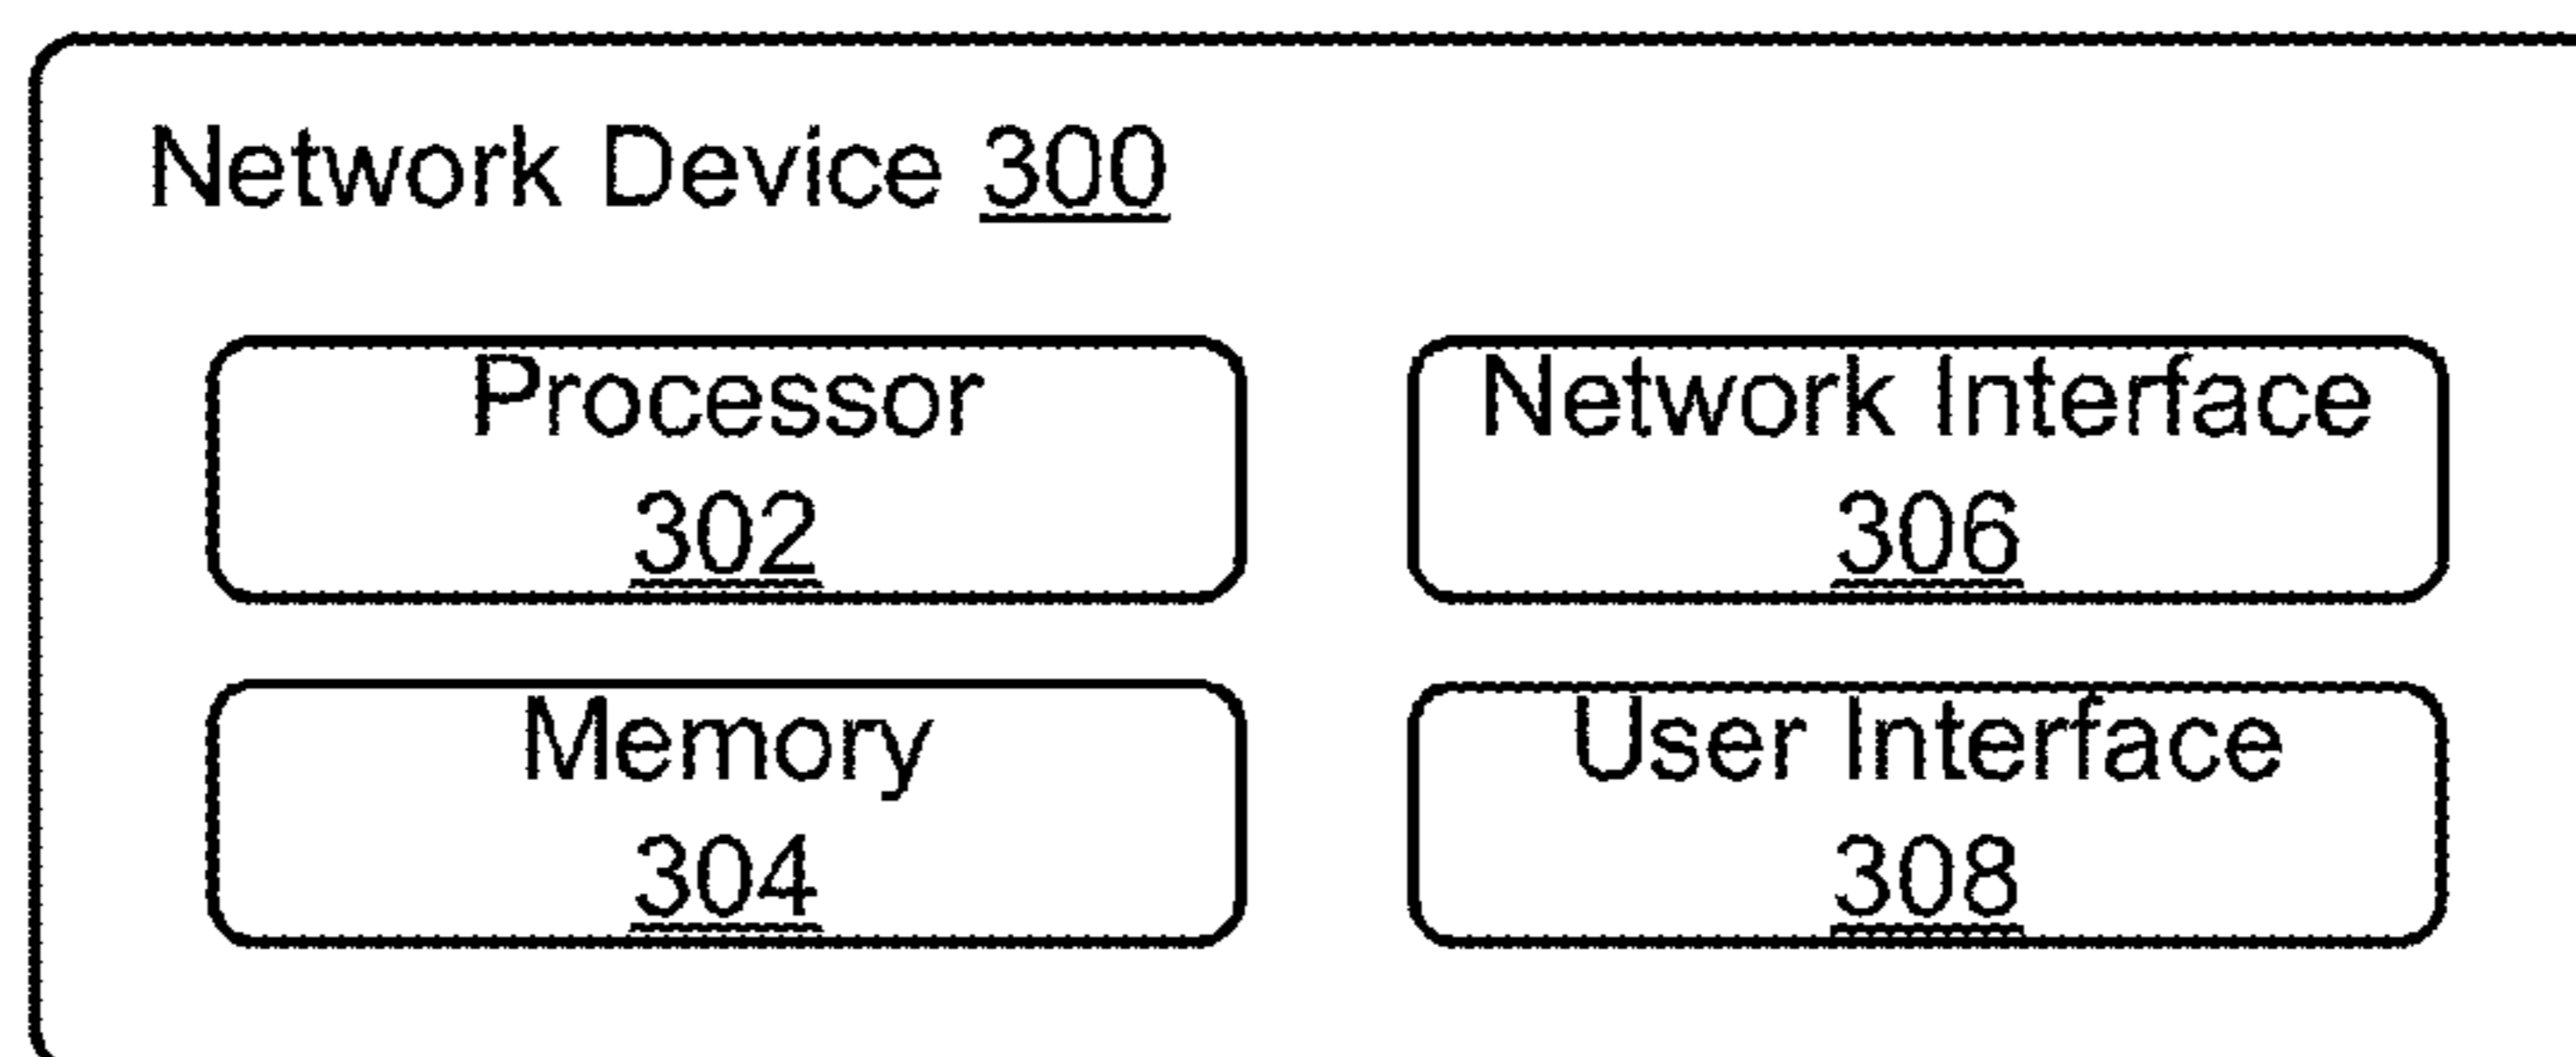 Network Device 300
Processor
302
Network Interface
306
Memory
304
User Interface
308